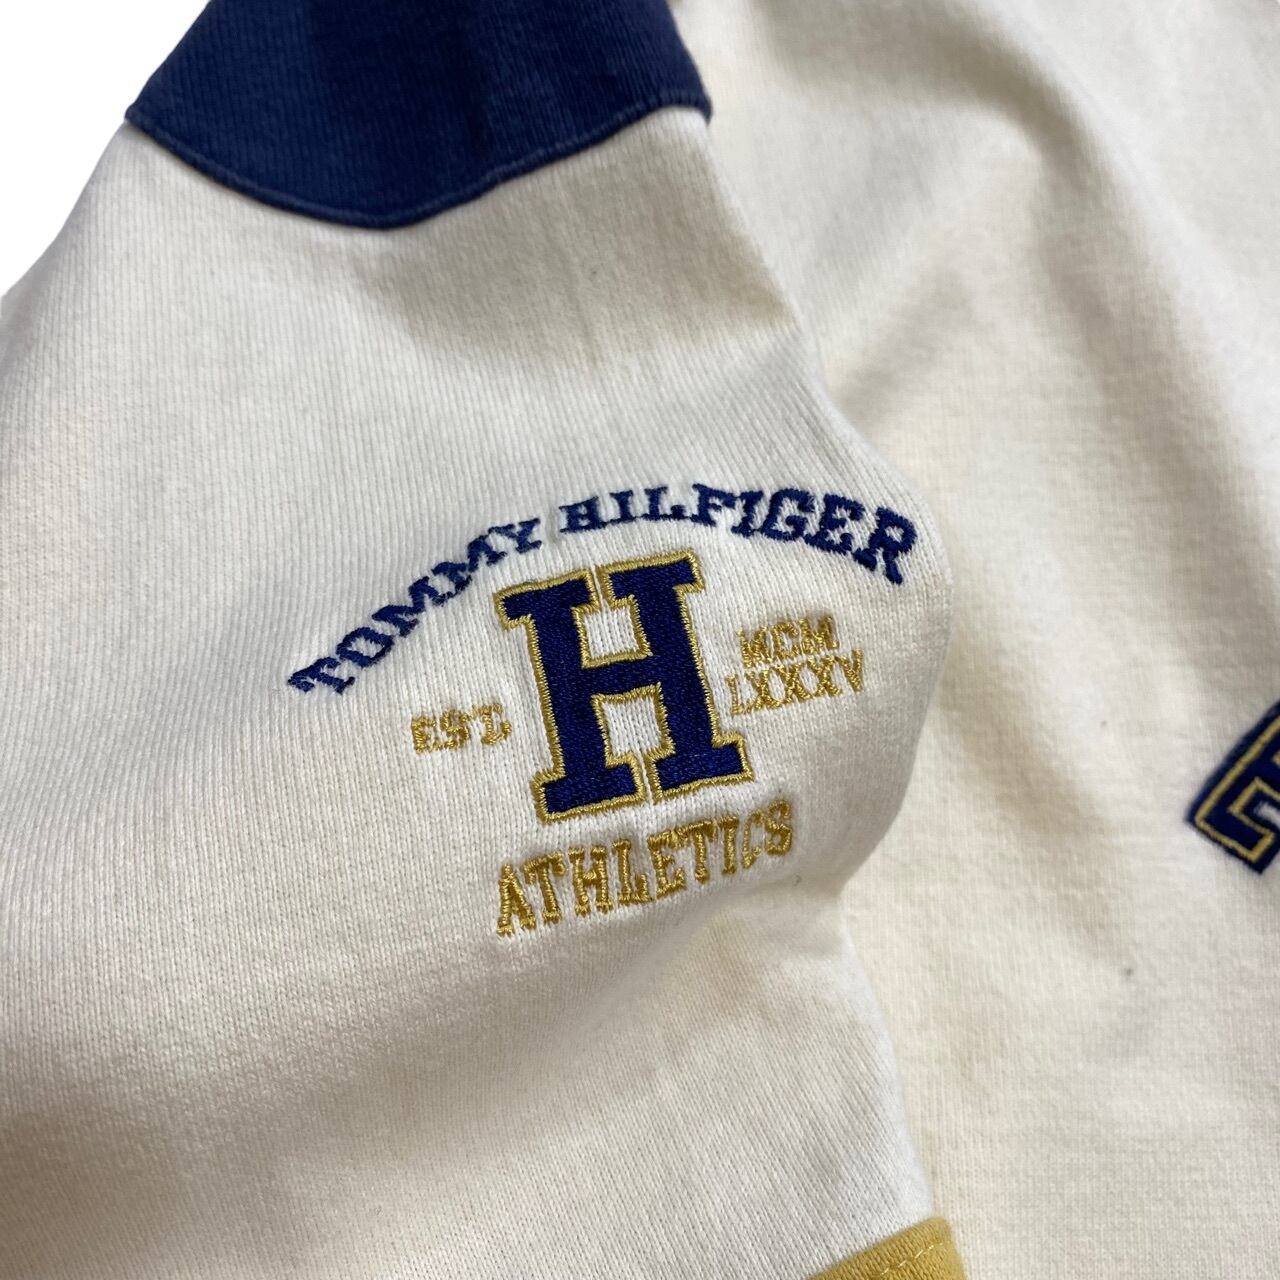 TOMMY HILFIGER
H
EST.
MCM
LXXXV
ATHLETICS